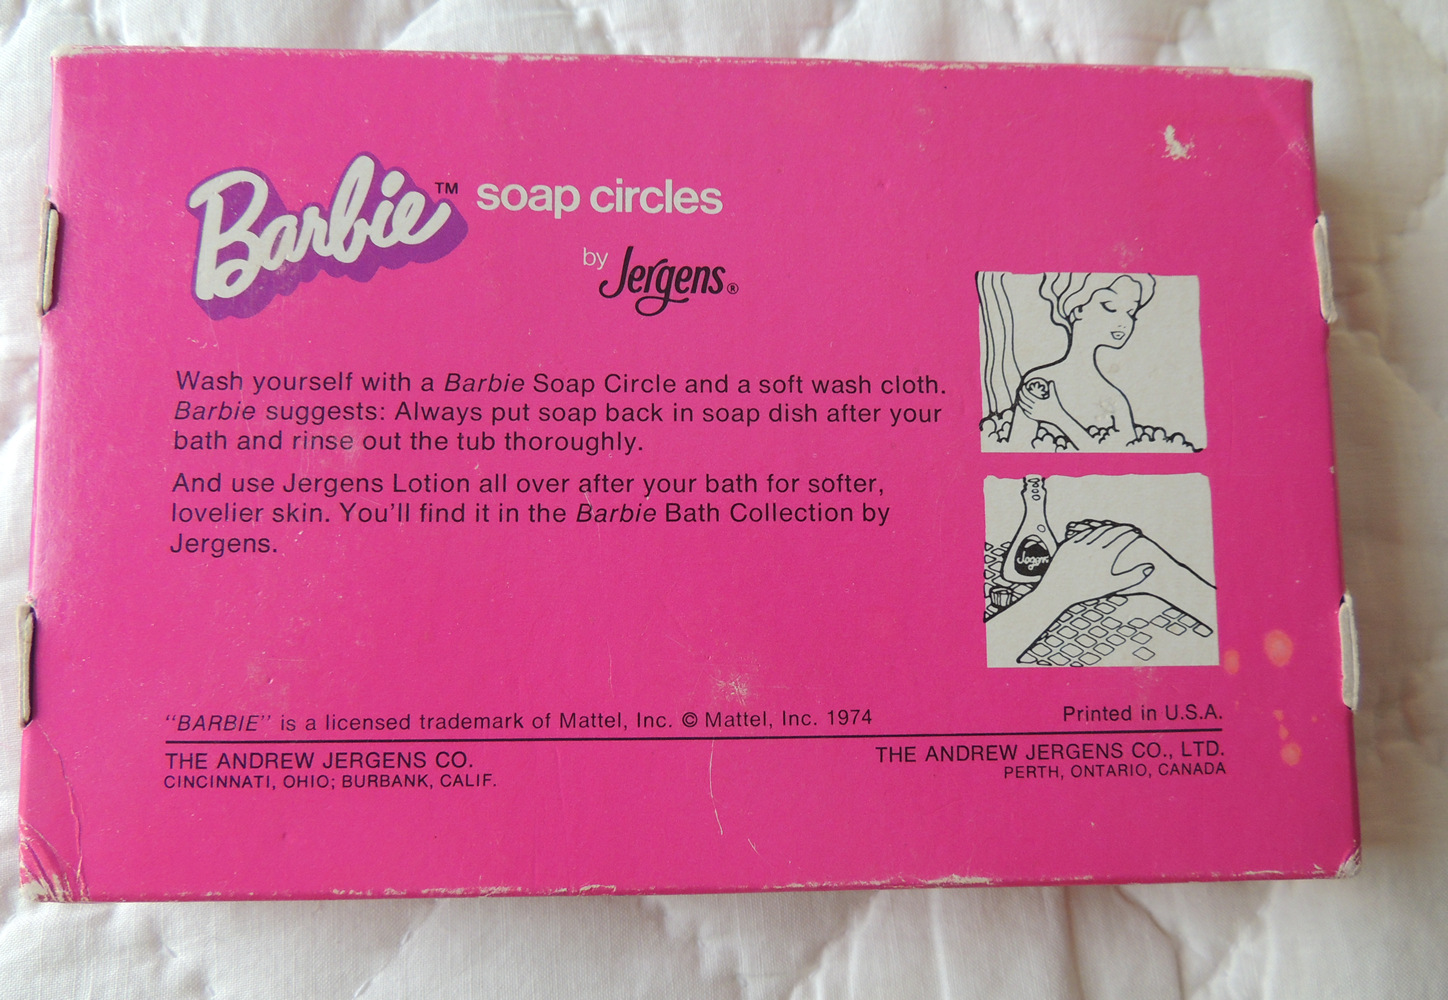 Barbie™ soap circles
by Jergens®
Wash yourself with a Barbie Soap Circle and a soft wash cloth.
Barbie suggests: Always put soap back in soap dish after your
bath and rinse out the tub thoroughly.
And use Jergens Lotion all over after your bath for softer,
lovelier skin. You'll find it in the Barbie Bath Collection by
Jergens.
Jergens
"BARBIE" is a licensed trademark of Mattel, Inc. © Mattel, Inc. 1974
Printed in U.S.A.
THE ANDREW JERGENS CO.
CINCINNATI, OHIO; BURBANK, CALIF.
THE ANDREW JERGENS CO., LTD.
PERTH, ONTARIO, CANADA